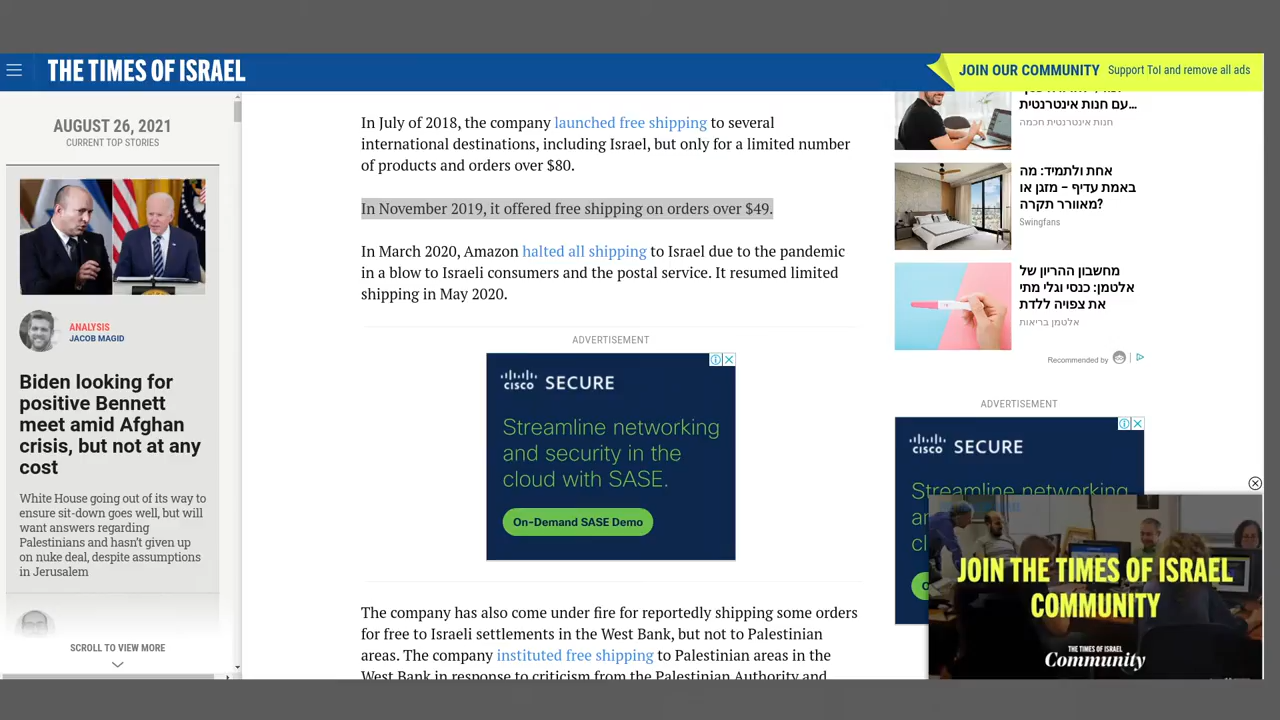 THE TIMES OF ISRAEL
JOIN OUR COMMUNITY Support ToI and remove all ads
AUGUST 26, 2021
CURRENT TOP STORIES
ANALYSIS
JACOB MAGID
Biden looking for
positive Bennett
meet amid Afghan
crisis, but not at any
cost
White House going out of its way to
ensure sit-down goes well, but will
want answers regarding
Palestinians and hasn't given up
on nuke deal, despite assumptions
in Jerusalem
SCROLL TO VIEW MORE
In July of 2018, the company launched free shipping to several
international destinations, including Israel, but only for a limited number
of products and orders over $80.
In November 2019, it offered free shipping on orders over $49.
In March 2020, Amazon halted all shipping to Israel due to the pandemic
in a blow to Israeli consumers and the postal service. It resumed limited
shipping in May 2020.
ADVERTISEMENT
CISCO SECURE
Streamline networking
and security in the
cloud with SASE.
On-Demand SASE Demo
The company has also come under fire for reportedly shipping some orders
for free to Israeli settlements in the West Bank, but not to Palestinian
areas. The company instituted free shipping to Palestinian areas in the
West Bank in response to criticism from the Palestinian Authority and
עם חנות אינטרנטית...
חנות אינטרנטית חכמה
אחת ולתמיד: מה
באמת עדיף – מזגן או
מאוורר תקרה?
Swingfans
מחשבון ההריון של
אלטמן: כנסי וגלי מתי
את צפויה ללדת
אלטמן בריאות
Recommended by
ADVERTISEMENT
CISCO SECURE
Streamline networking
JOIN THE TIMES OF ISRAEL
COMMUNITY
THE TIMES OF ISRAEL
Community